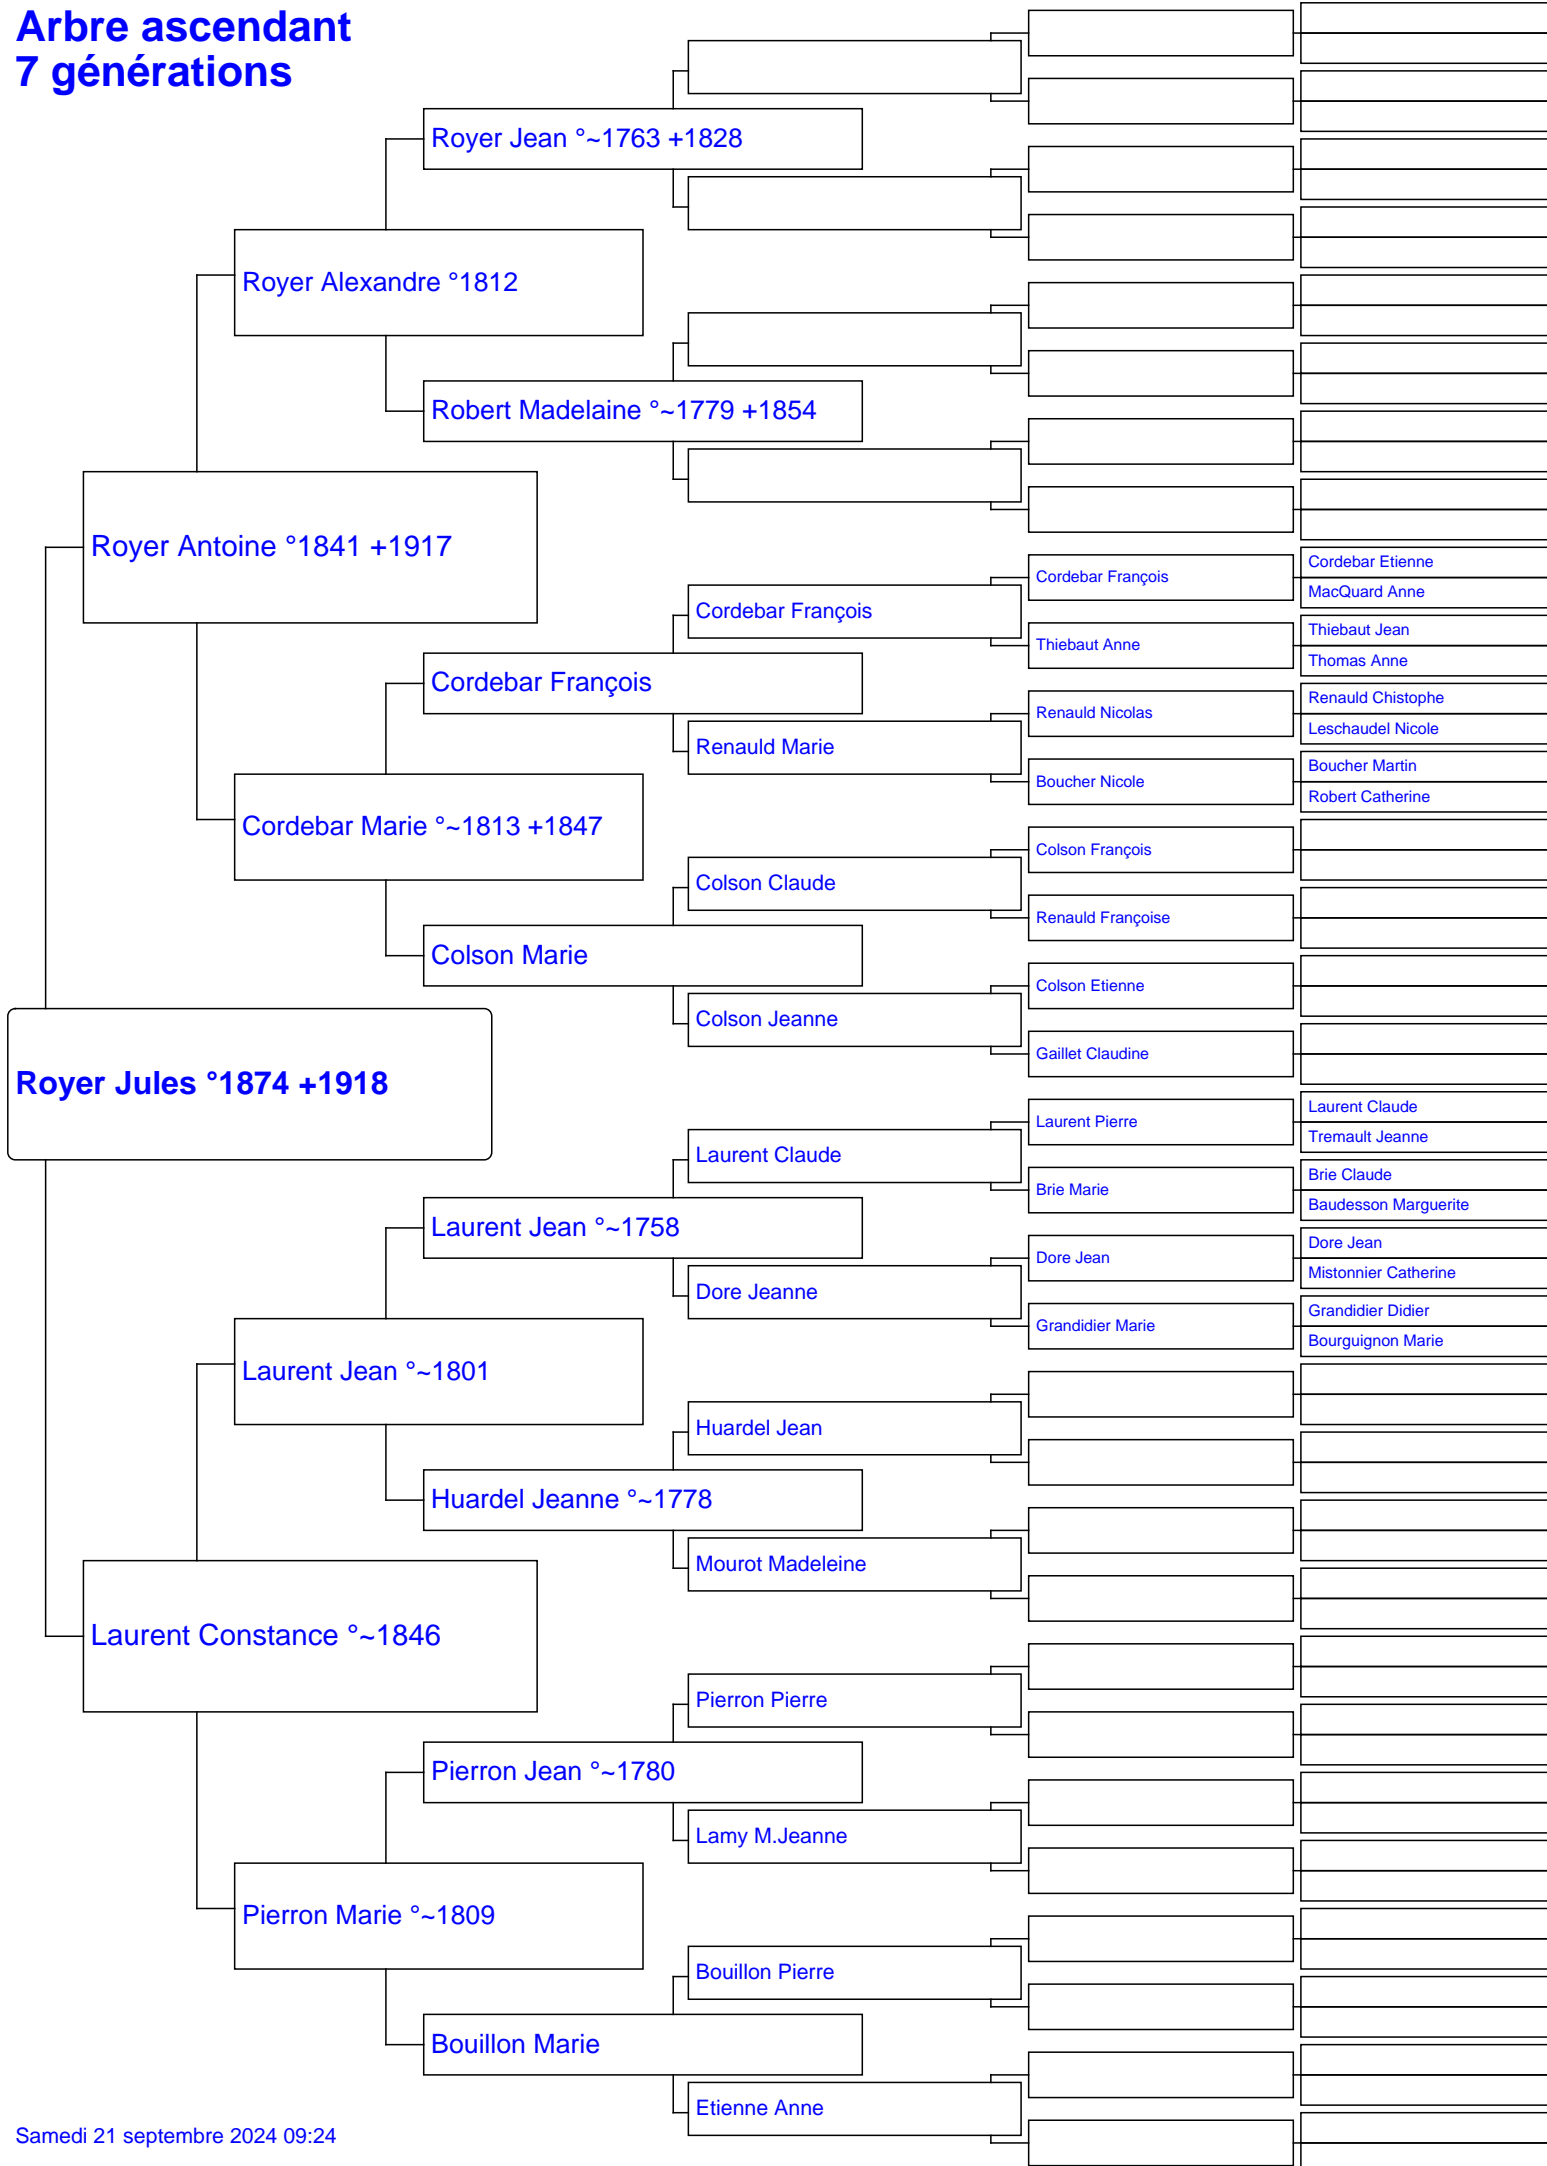 Arbre ascendant
7 générations
Royer Jean °~1763 +1828
Royer Alexandre °1812
Robert Madelaine °~1779 +1854
Royer Antoine °1841 +1917
Cordebar François
Cordebar Etienne
MacQuard Anne
Cordebar François
Thiebaut Anne
Thiebaut Jean
Thomas Anne
Cordebar François
Renauld Nicolas
Renauld Chistophe
Leschaudel Nicole
Renauld Marie
Boucher Nicole
Boucher Martin
Robert Catherine
Cordebar Marie °~1813 +1847
Colson François
Colson Claude
Renauld Françoise
Colson Marie
Colson Etienne
Colson Jeanne
Gaillet Claudine
Royer Jules °1874 +1918
Laurent Pierre
Laurent Claude
Tremault Jeanne
Laurent Claude
Brie Marie
Brie Claude
Baudesson Marguerite
Laurent Jean °~1758
Dore Jean
Dore Jean
Mistonnier Catherine
Dore Jeanne
Grandidier Marie
Grandidier Didier
Bourguignon Marie
Laurent Jean °~1801
Huardel Jean
Huardel Jeanne °~1778
Mourot Madeleine
Laurent Constance °~1846
Pierron Pierre
Pierron Jean °~1780
Lamy M.Jeanne
Pierron Marie °~1809
Bouillon Pierre
Bouillon Marie
Etienne Anne
Samedi 21 septembre 2024 09:24